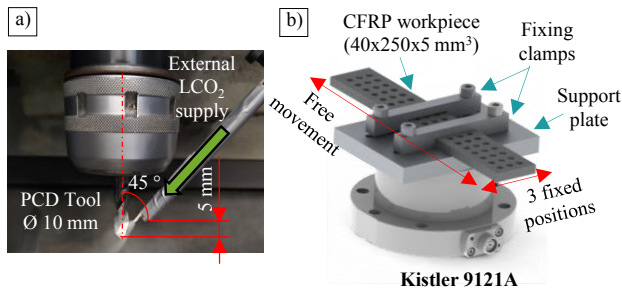 a)
External
LCO₂
supply
45 °
5 mm
PCD Tool
Ø 10 mm
b)
CFRP workpiece
(40x250x5 mm³)
Fixing
clamps
Support
plate
Free
movement
3 fixed
positions
Kistler 9121A